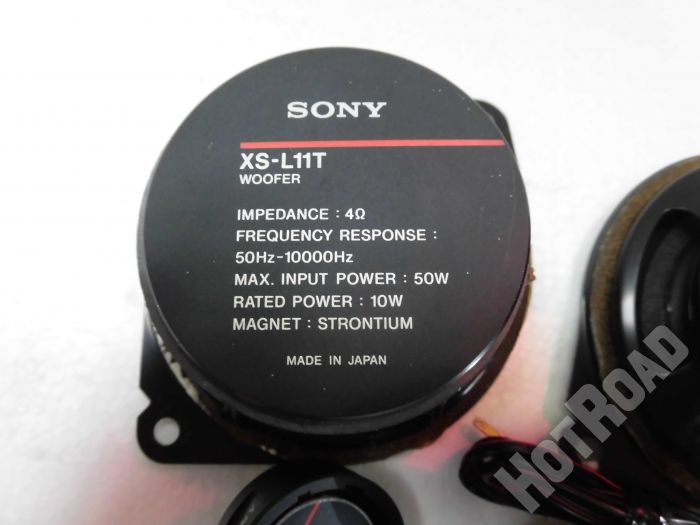 SONY
XS-L11T
WOOFER
IMPEDANCE : 4Ω
FREQUENCY RESPONSE :
50Hz-10000Hz
MAX. INPUT POWER : 50W
RATED POWER : 10W
MAGNET : STRONTIUM
MADE IN JAPAN
HOTROAD